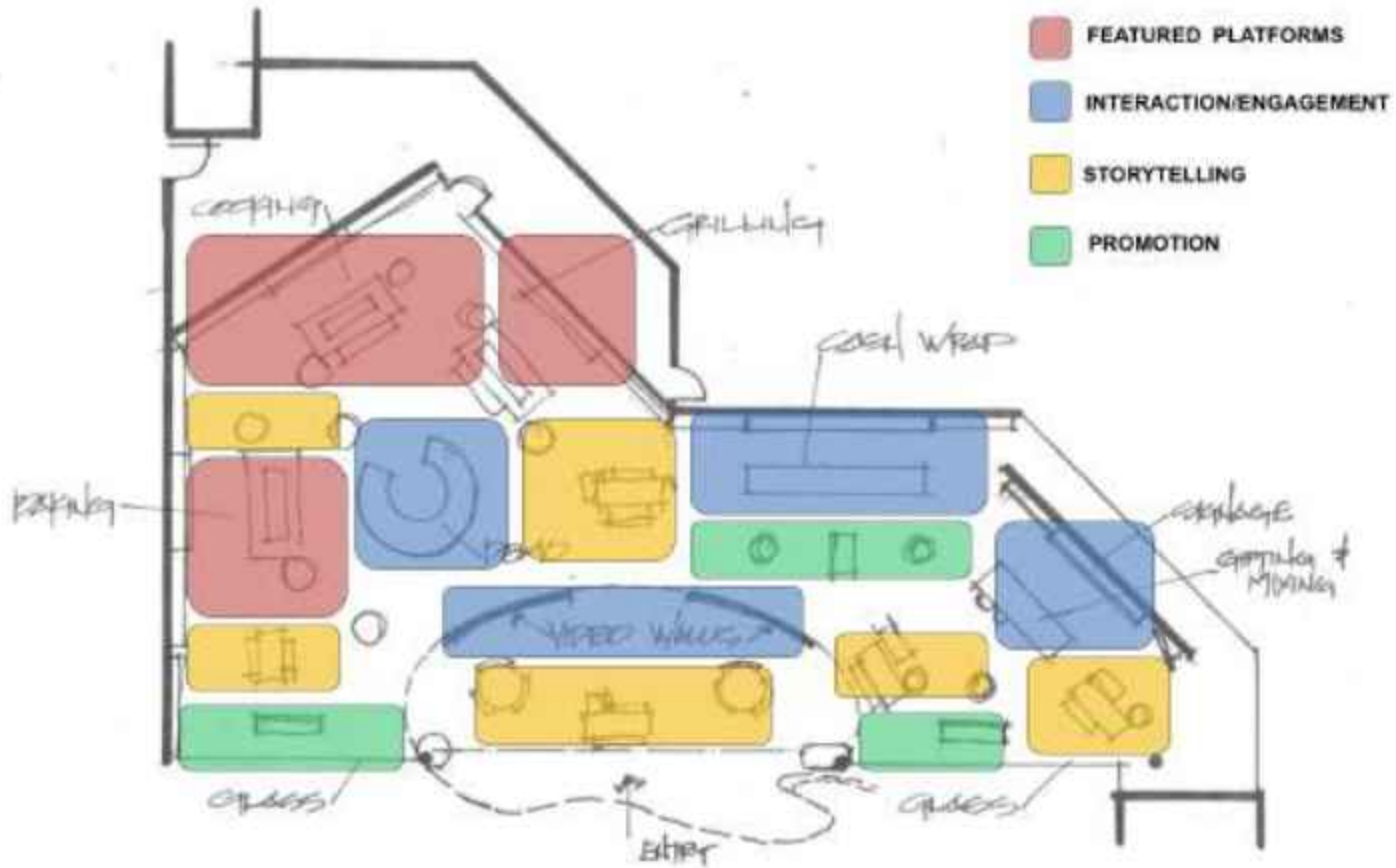 FEATURED PLATFORMS
INTERACTION/ENGAGEMENT
STORYTELLING
PROMOTION
COOKING
GRILLING
CASH WRAP
BAKING
DEMO
SIGNAGE
GIFTING &
MIXING
VIDEO WALLS
GLASS
GLASS
ENTRY